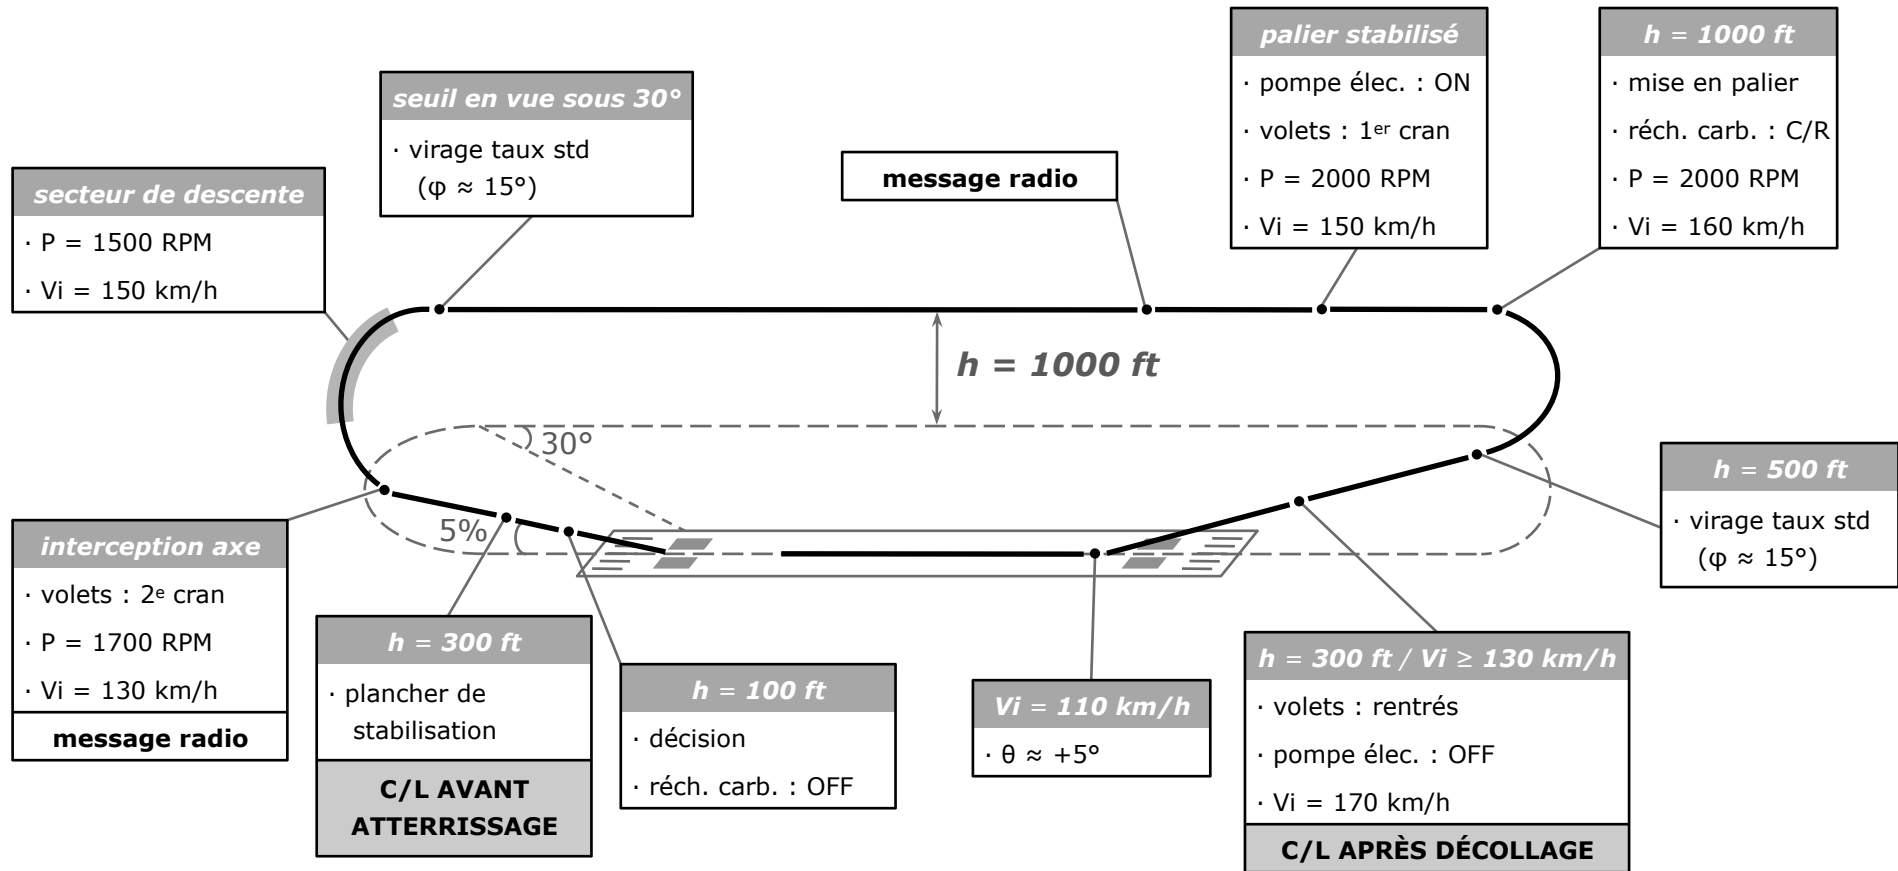 palier stabilisé
· pompe élec. : ON
· volets : 1er cran
· P = 2000 RPM
· Vi = 150 km/h
h = 1000 ft
· mise en palier
· réch. carb. : C/R
· P = 2000 RPM
· Vi = 160 km/h
seuil en vue sous 30°
· virage taux std
(φ ≈ 15°)
message radio
secteur de descente
· P = 1500 RPM
· Vi = 150 km/h
h = 1000 ft
30°
5%
h = 500 ft
· virage taux std
(φ ≈ 15°)
interception axe
· volets : 2e cran
· P = 1700 RPM
· Vi = 130 km/h
message radio
h = 300 ft
· plancher de
stabilisation
C/L AVANT
ATTERRISSAGE
h = 100 ft
· décision
· réch. carb. : OFF
Vi = 110 km/h
· θ ≈ +5°
h = 300 ft / Vi ≥ 130 km/h
· volets : rentrés
· pompe élec. : OFF
· Vi = 170 km/h
C/L APRÈS DÉCOLLAGE